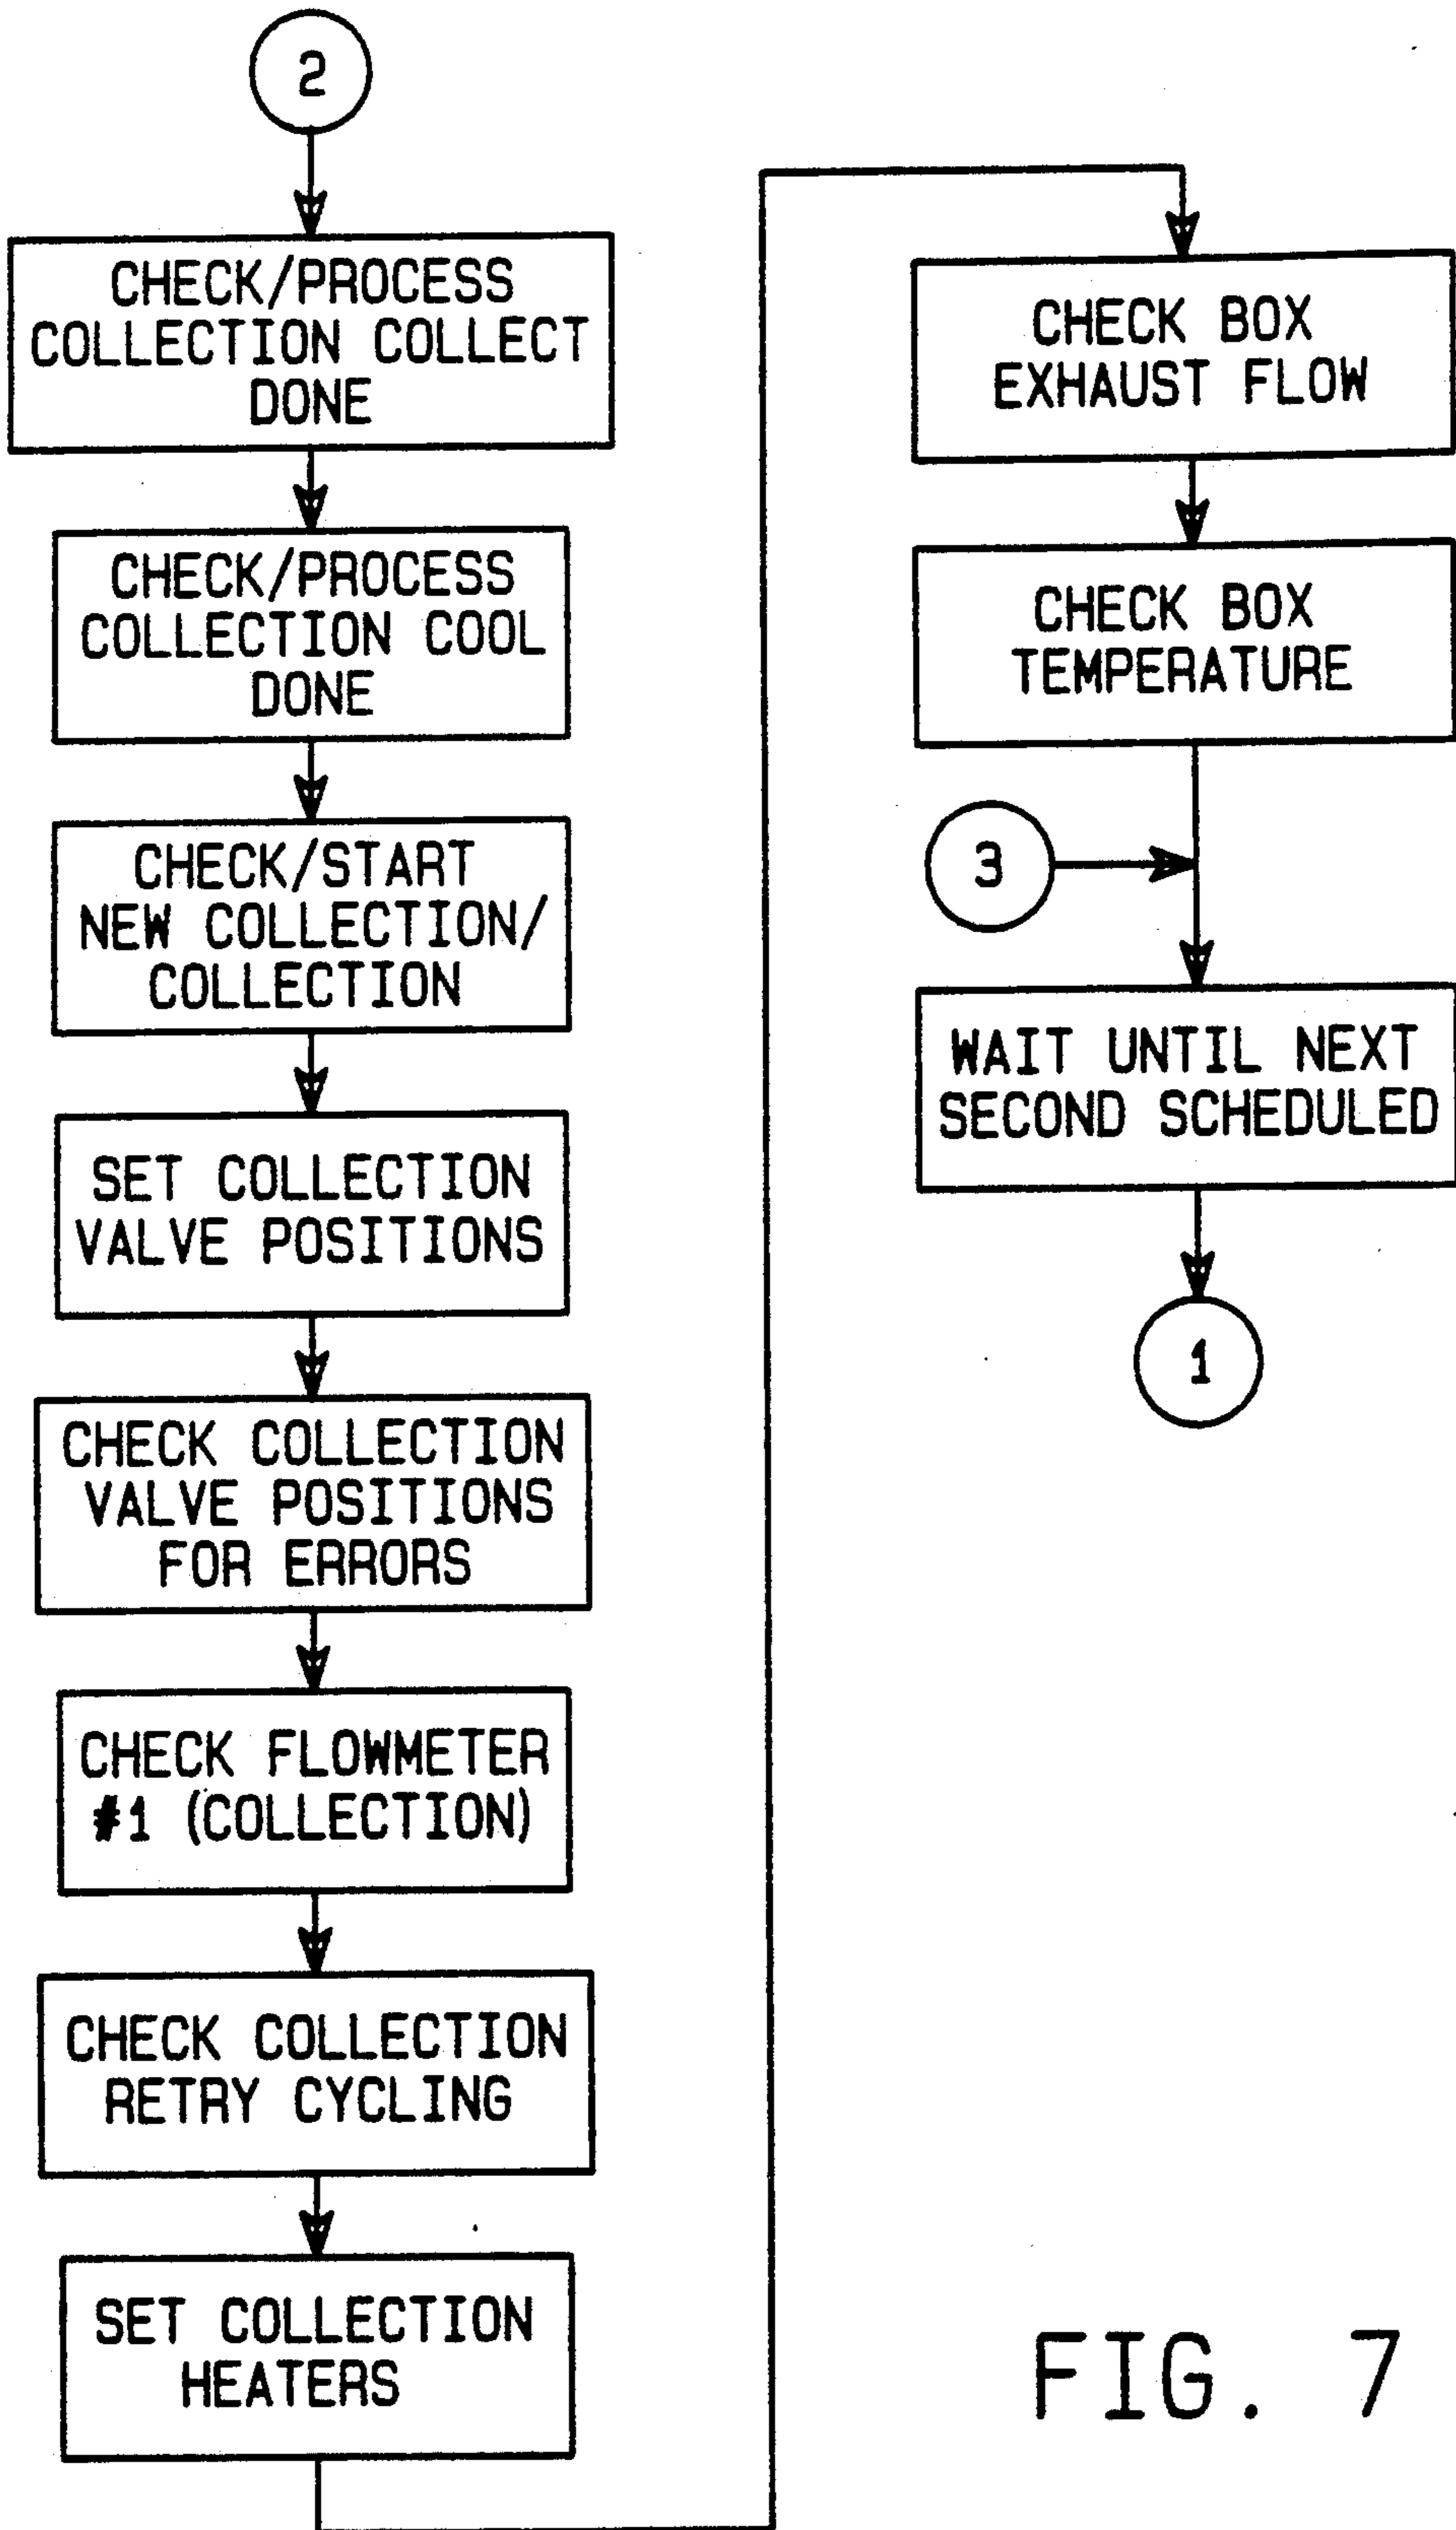 2
CHECK/PROCESS
COLLECTION COLLECT
DONE
CHECK/PROCESS
COLLECTION COOL
DONE
CHECK/START
NEW COLLECTION/
COLLECTION
SET COLLECTION
VALVE POSITIONS
CHECK COLLECTION
VALVE POSITIONS
FOR ERRORS
CHECK FLOWMETER
#1 (COLLECTION)
CHECK COLLECTION
RETRY CYCLING
SET COLLECTION
HEATERS
CHECK BOX
EXHAUST FLOW
CHECK BOX
TEMPERATURE
3
WAIT UNTIL NEXT
SECOND SCHEDULED
1
FIG. 7